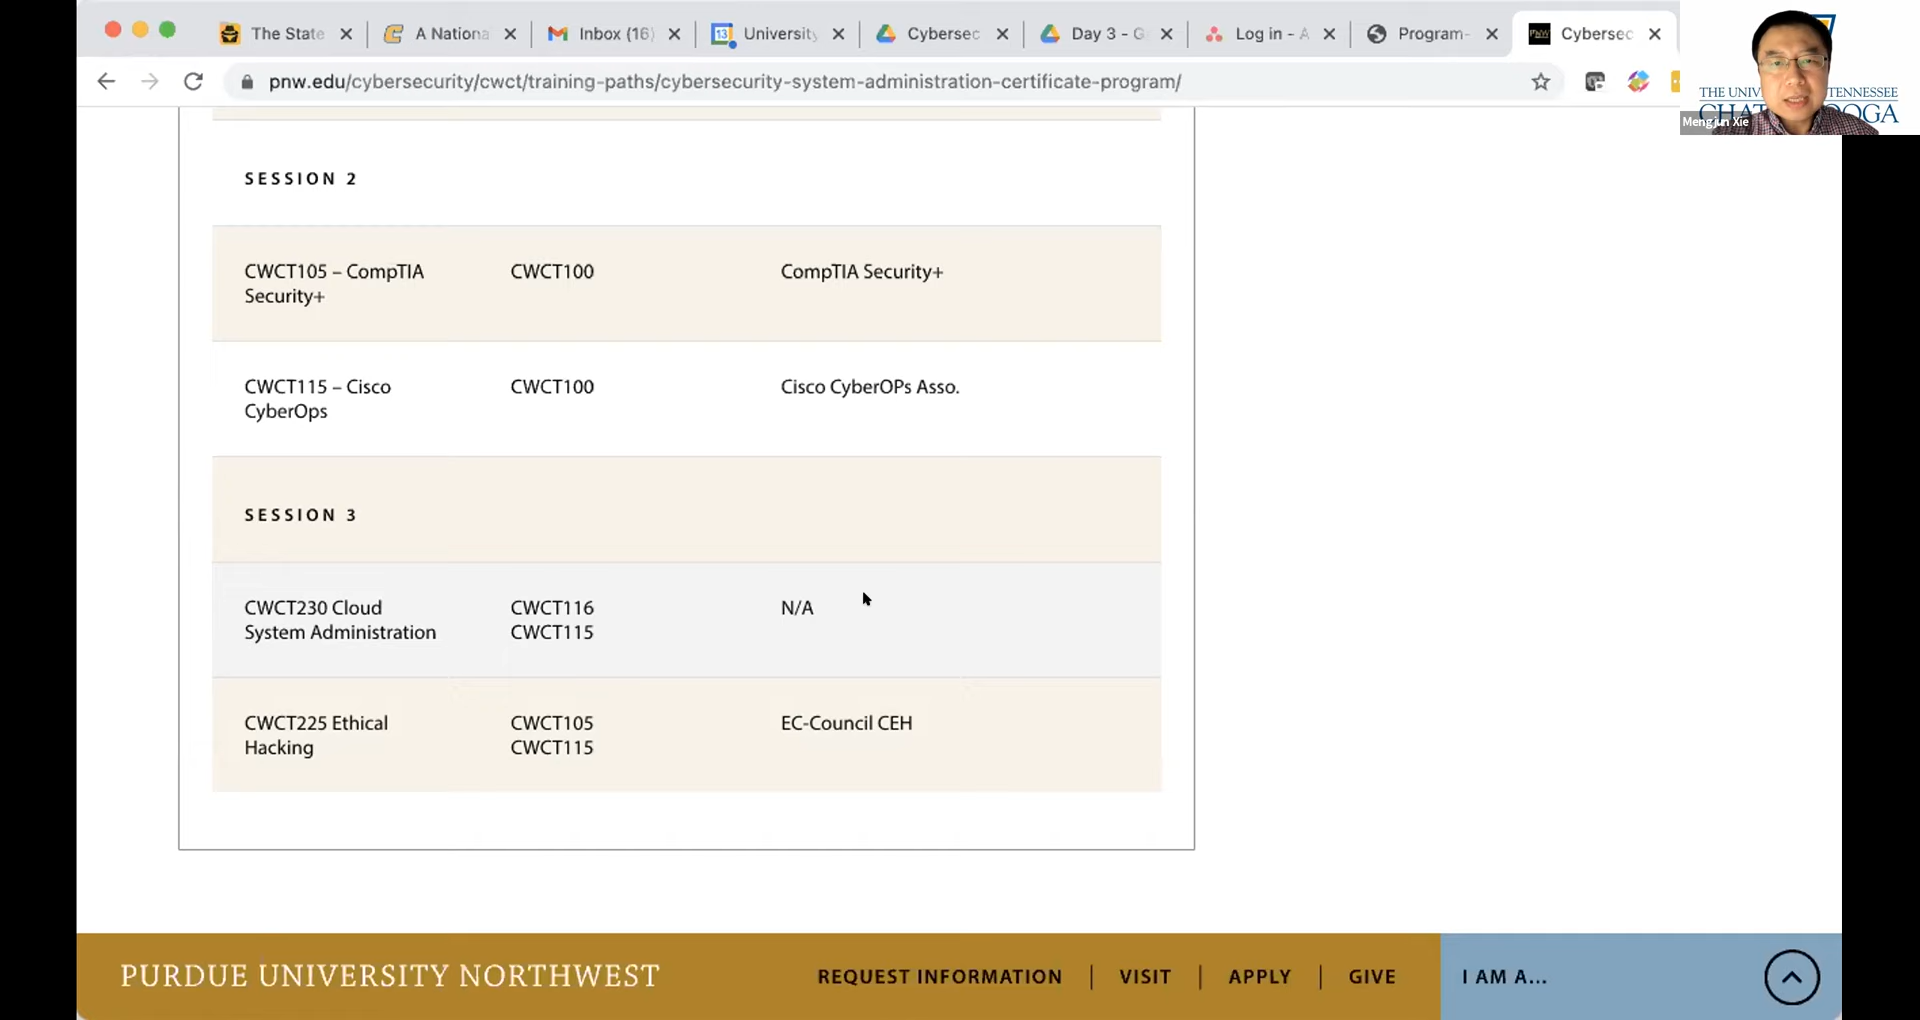 The State
A Nationa
Inbox (16)
University
Cybersec
Day 3 - G
Log in - A
Program-
Cybersec
pnw.edu/cybersecurity/cwct/training-paths/cybersecurity-system-administration-certificate-program/
THE UNIV TENNESSEE
CHAT OGA
Mengjun Xie
SESSION 2
CWCT105 – CompTIA Security+
CWCT100
CompTIA Security+
CWCT115 – Cisco CyberOps
CWCT100
Cisco CyberOPs Asso.
SESSION 3
CWCT230 Cloud System Administration
CWCT116
CWCT115
N/A
CWCT225 Ethical Hacking
CWCT105
CWCT115
EC-Council CEH
PURDUE UNIVERSITY NORTHWEST
REQUEST INFORMATION | VISIT | APPLY | GIVE
I AM A...